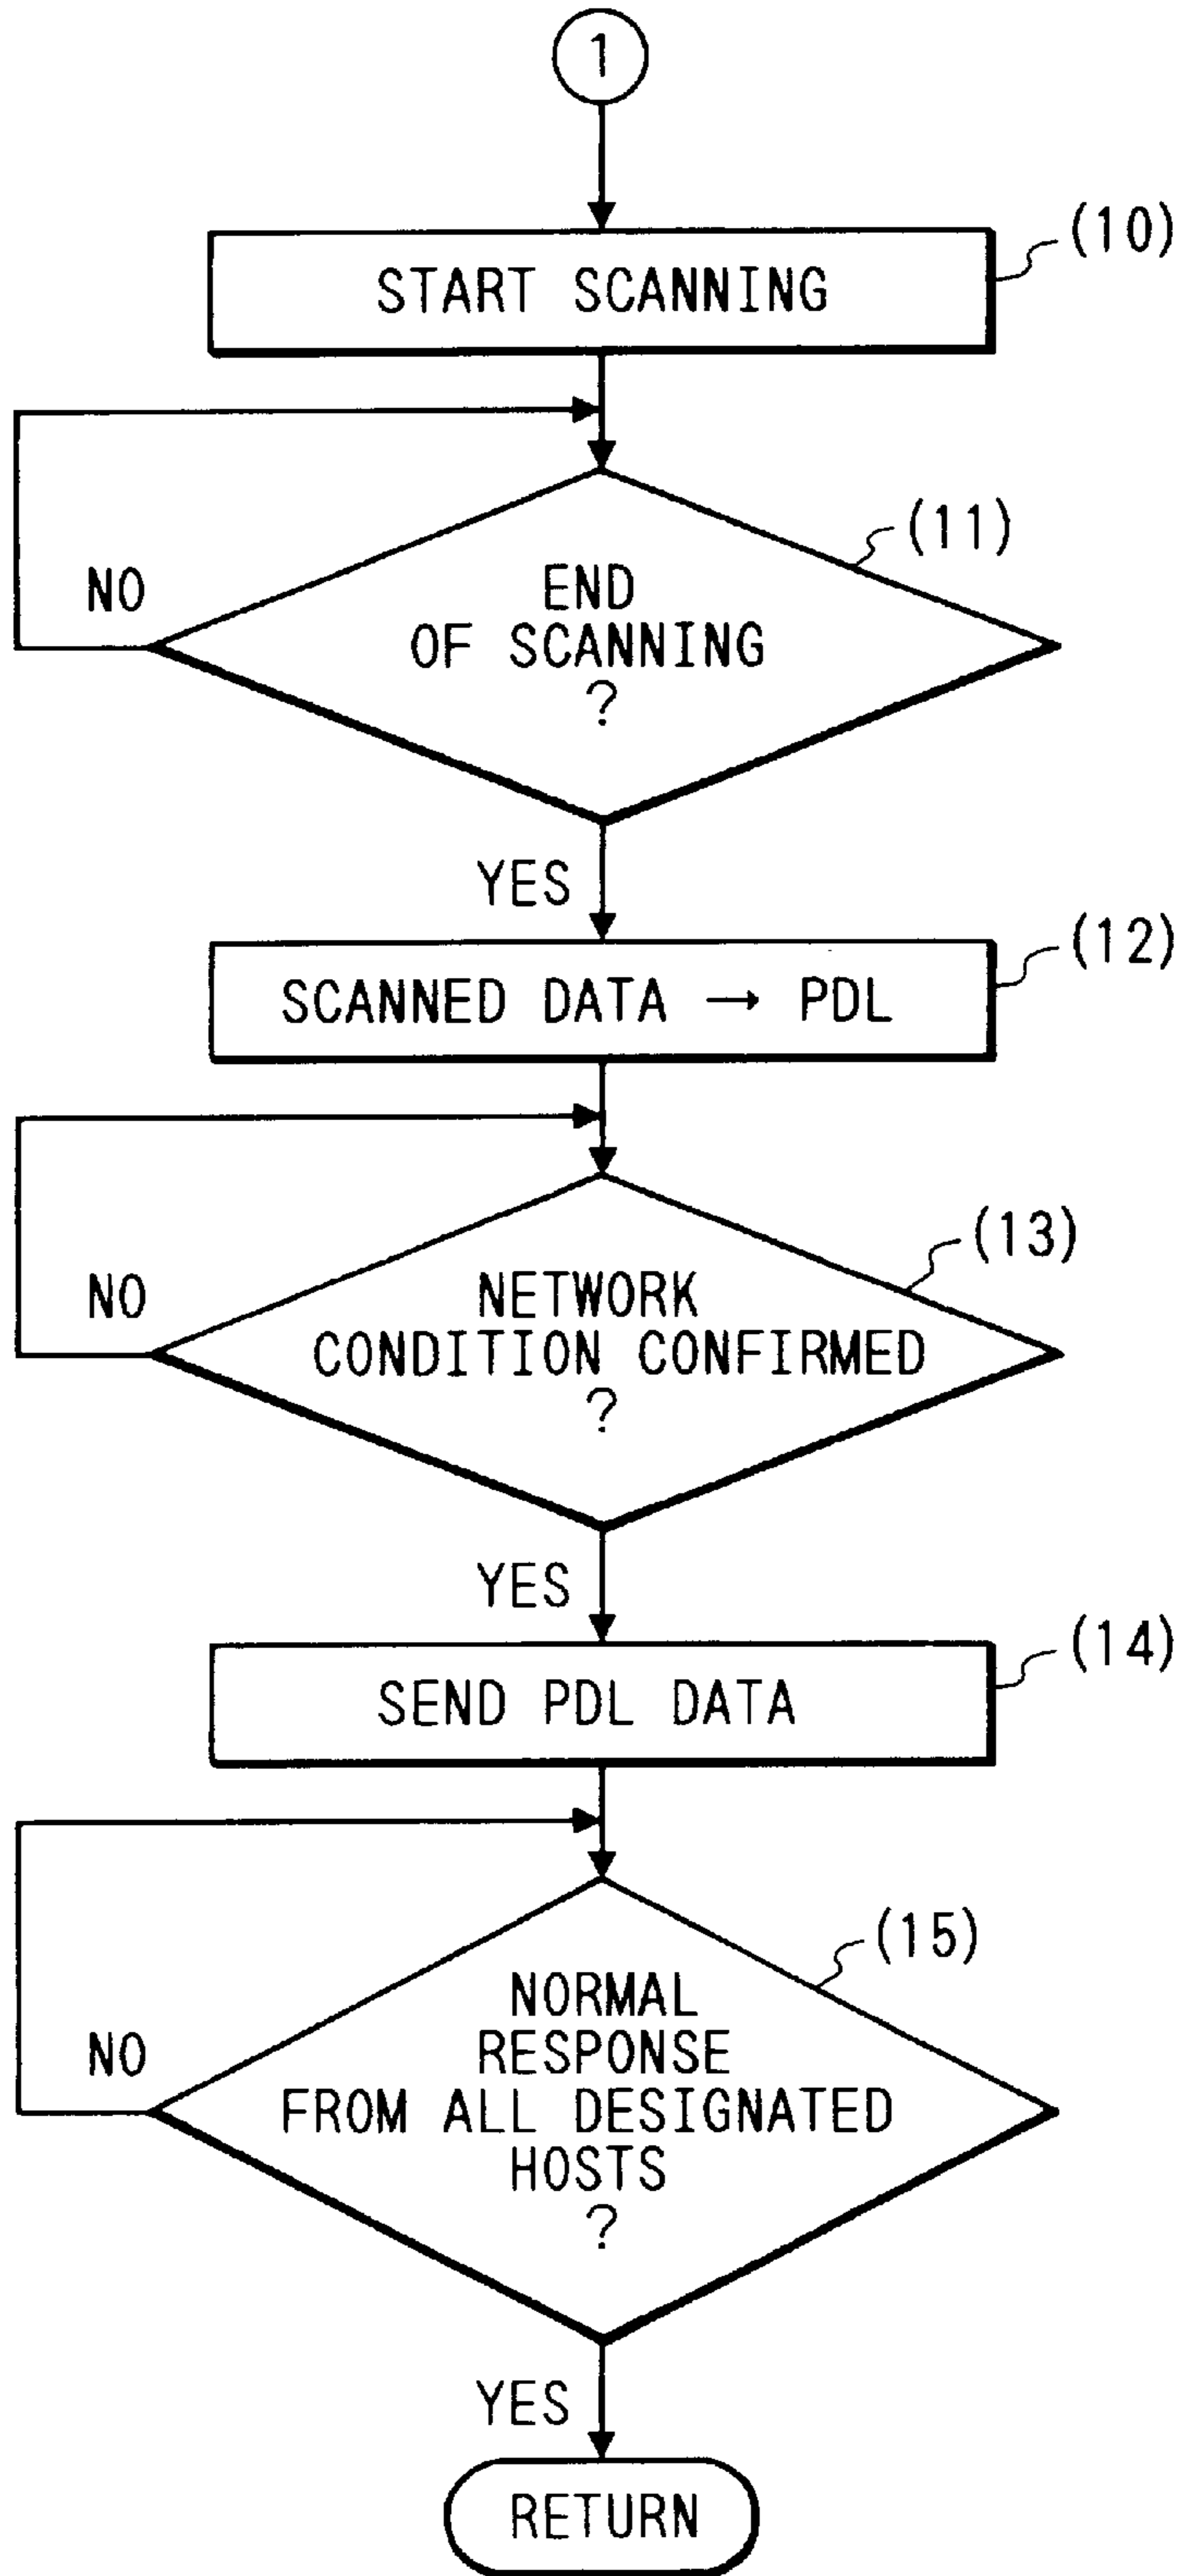 1
START SCANNING
(10)
END
OF SCANNING
?
(11)
NO
YES
SCANNED DATA → PDL
(12)
NETWORK
CONDITION CONFIRMED
?
(13)
NO
YES
SEND PDL DATA
(14)
NORMAL
RESPONSE
FROM ALL DESIGNATED
HOSTS
?
(15)
NO
YES
RETURN